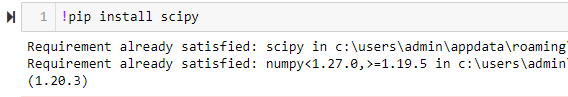 1 !pip install scipy
Requirement already satisfied: scipy in c:\users\admin\appdata\roaming
Requirement already satisfied: numpy<1.27.0,>=1.19.5 in c:\users\admin
(1.20.3)